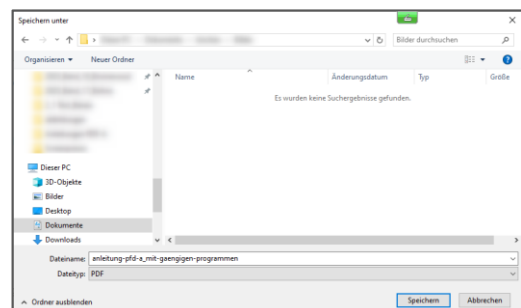 Speichern unter
Bilder durchsuchen
Organisieren Neuer Ordner
Name Änderungsdatum Typ Größe
Es wurden keine Suchergebnisse gefunden.
Dieser PC
3D-Objekte
Bilder
Desktop
Dokumente
Downloads
Dateiname: anleitung-pfd-a_mit-gaengigen-programmen
Dateityp: PDF
Ordner ausblenden Speichern Abbrechen